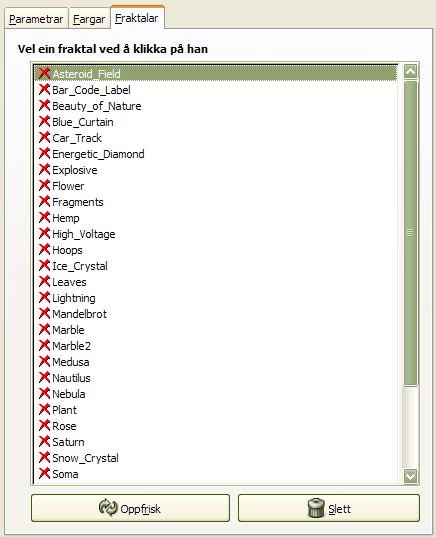 Parametrar Fargar Fraktalar
Vel ein fraktal ved å klikka på han
Asteroid_Field
Bar_Code_Label
Beauty_of_Nature
Blue_Curtain
Car_Track
Energetic_Diamond
Explosive
Flower
Fragments
Hemp
High_Voltage
Hoops
Ice_Crystal
Leaves
Lightning
Mandelbrot
Marble
Marble2
Medusa
Nautilus
Nebula
Plant
Rose
Saturn
Snow_Crystal
Soma
Oppfrisk Slett